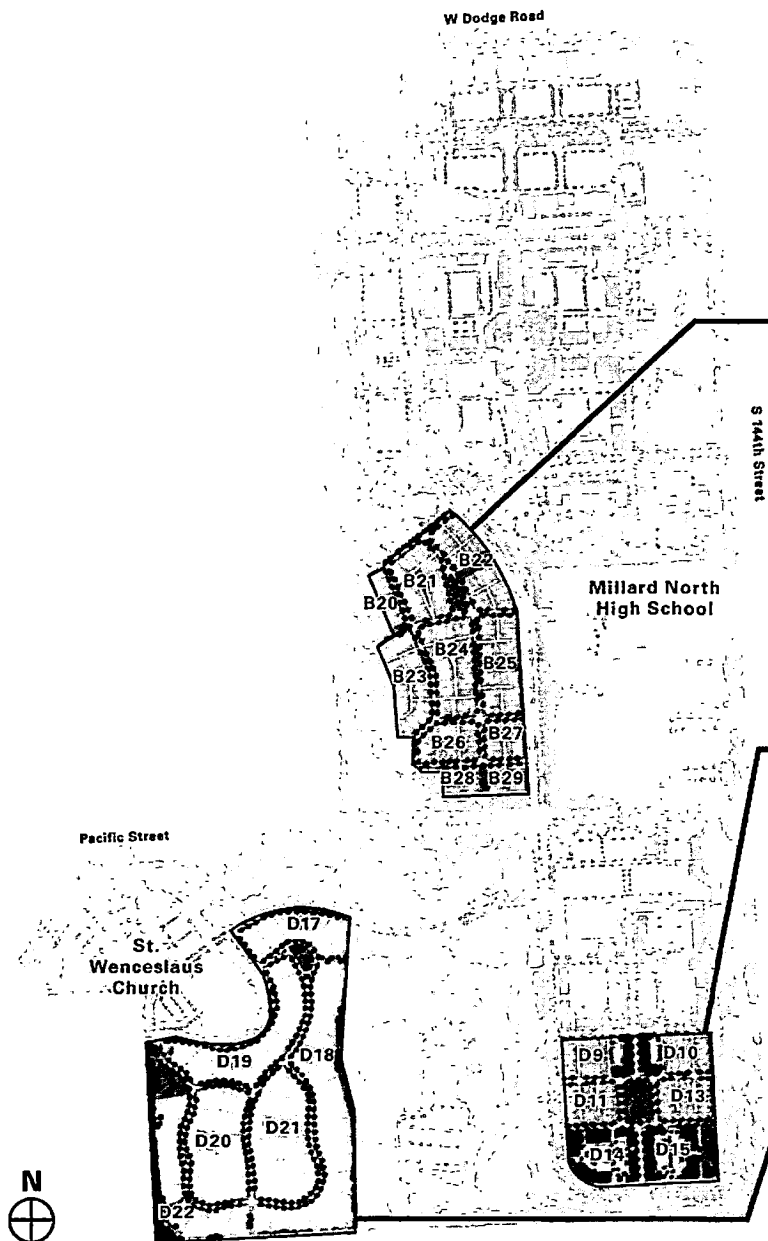 W Dodge Road
S 144th Street
B22
B21
B20
Millard North
High School
B24
B25
B23
B27
B26
B28
B29
Pacific Street
D17
St.
Wenceslaus
Church
D18
D9
D10
D19
D11
D13
D20
D21
D14
D15
D22
N